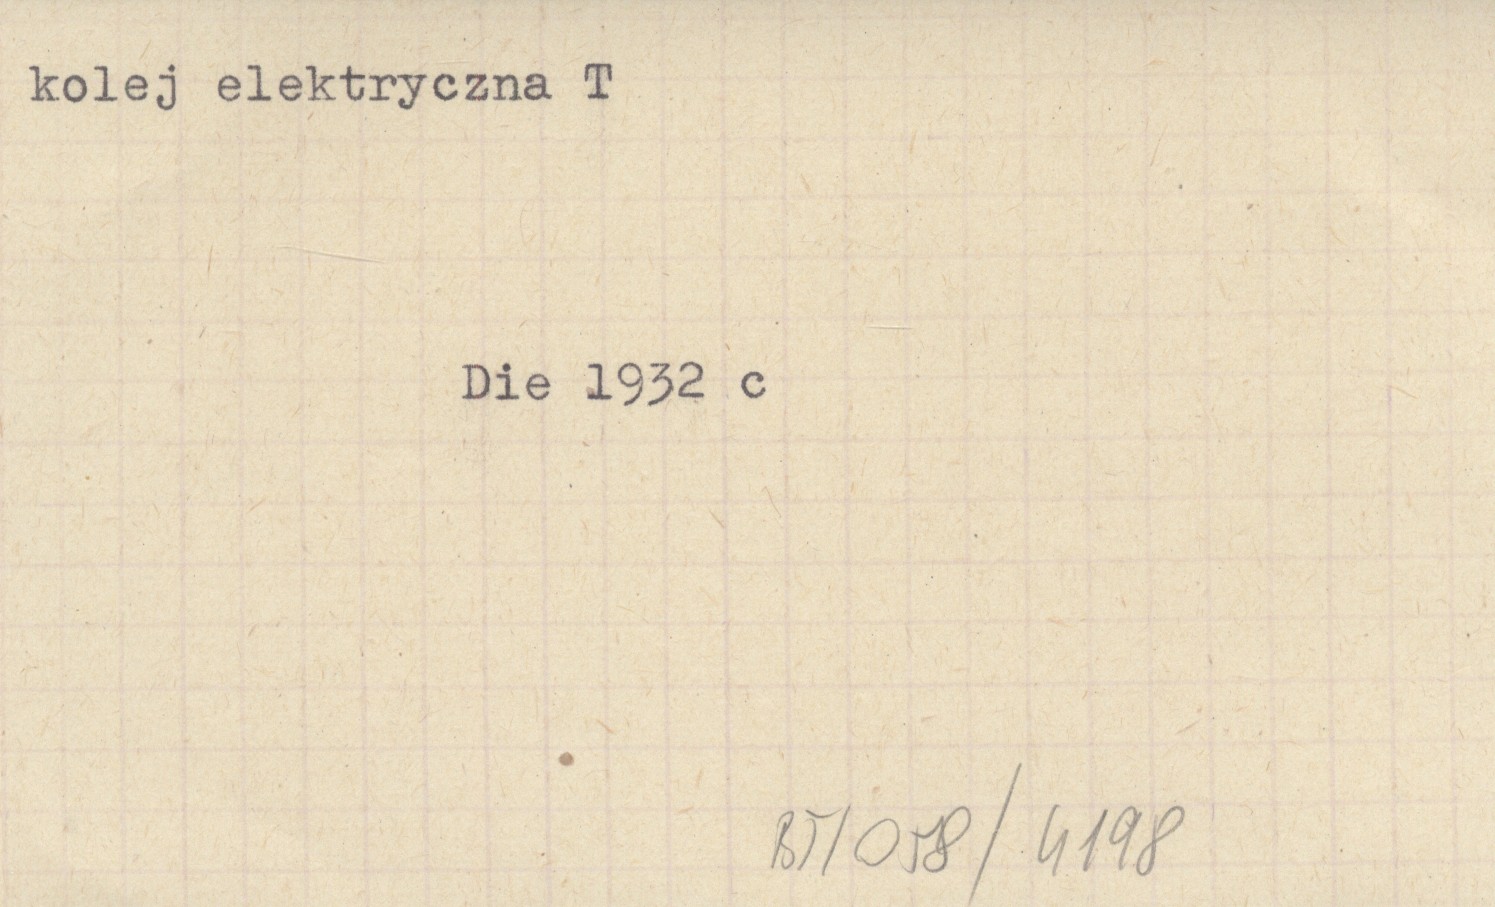 kolej elektryczna T
Die 1932 c
BT/058/4198